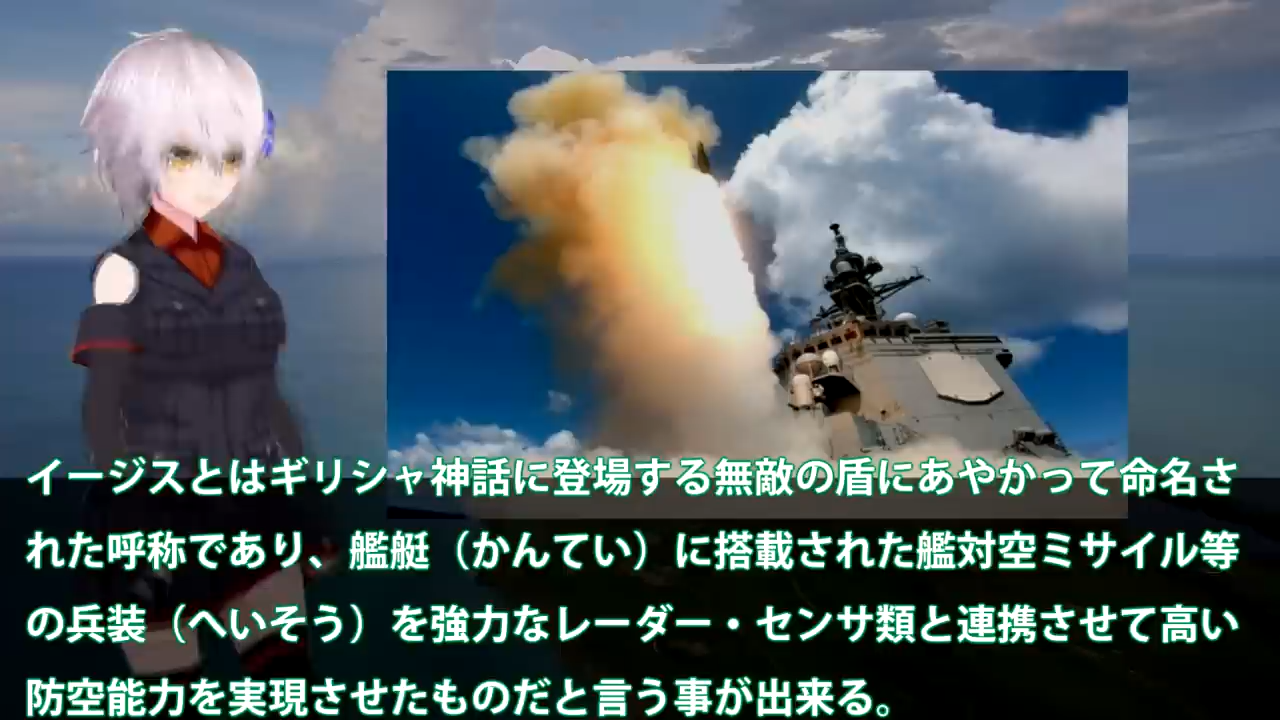 イージスとはギリシャ神話に登場する無敵の盾にあやかって命名さ
れた呼称であり、艦艇（かんてい）に搭載された艦対空ミサイル等
の兵装（へいそう）を強力なレーダー・センサ類と連携させて高い
防空能力を実現させたものだと言う事が出来る。